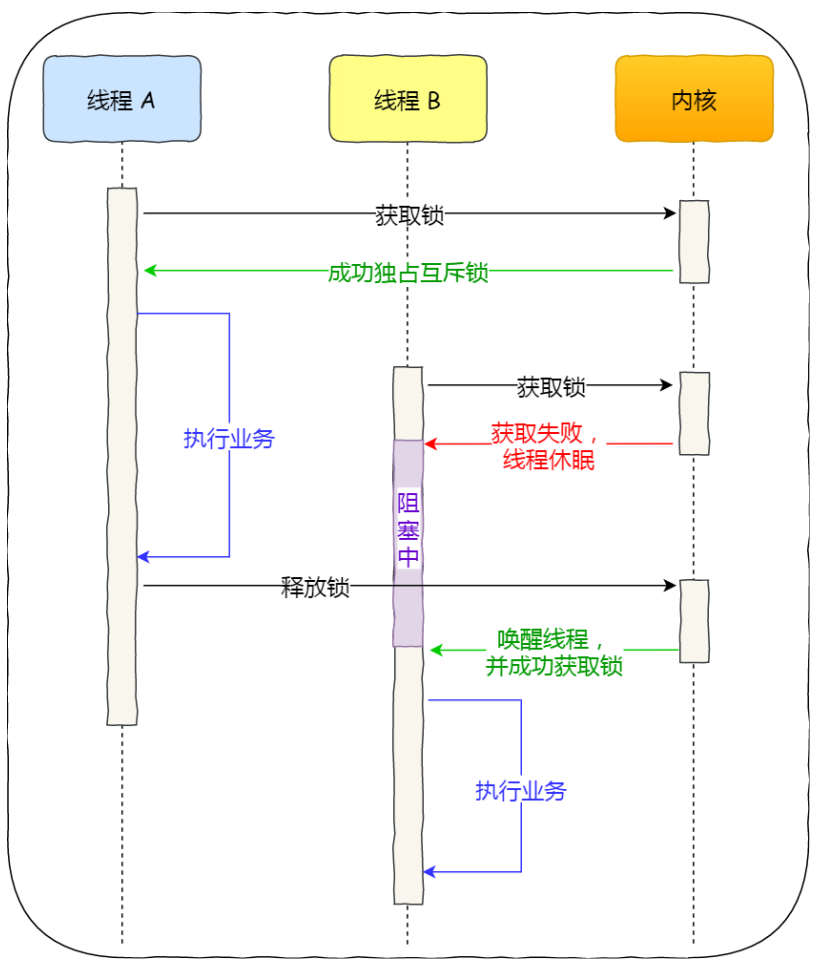 线程 A
线程 B
内核
获取锁
成功独占互斥锁
获取锁
执行业务
获取失败，
线程休眠
阻
塞
中
释放锁
唤醒线程，
并成功获取锁
执行业务